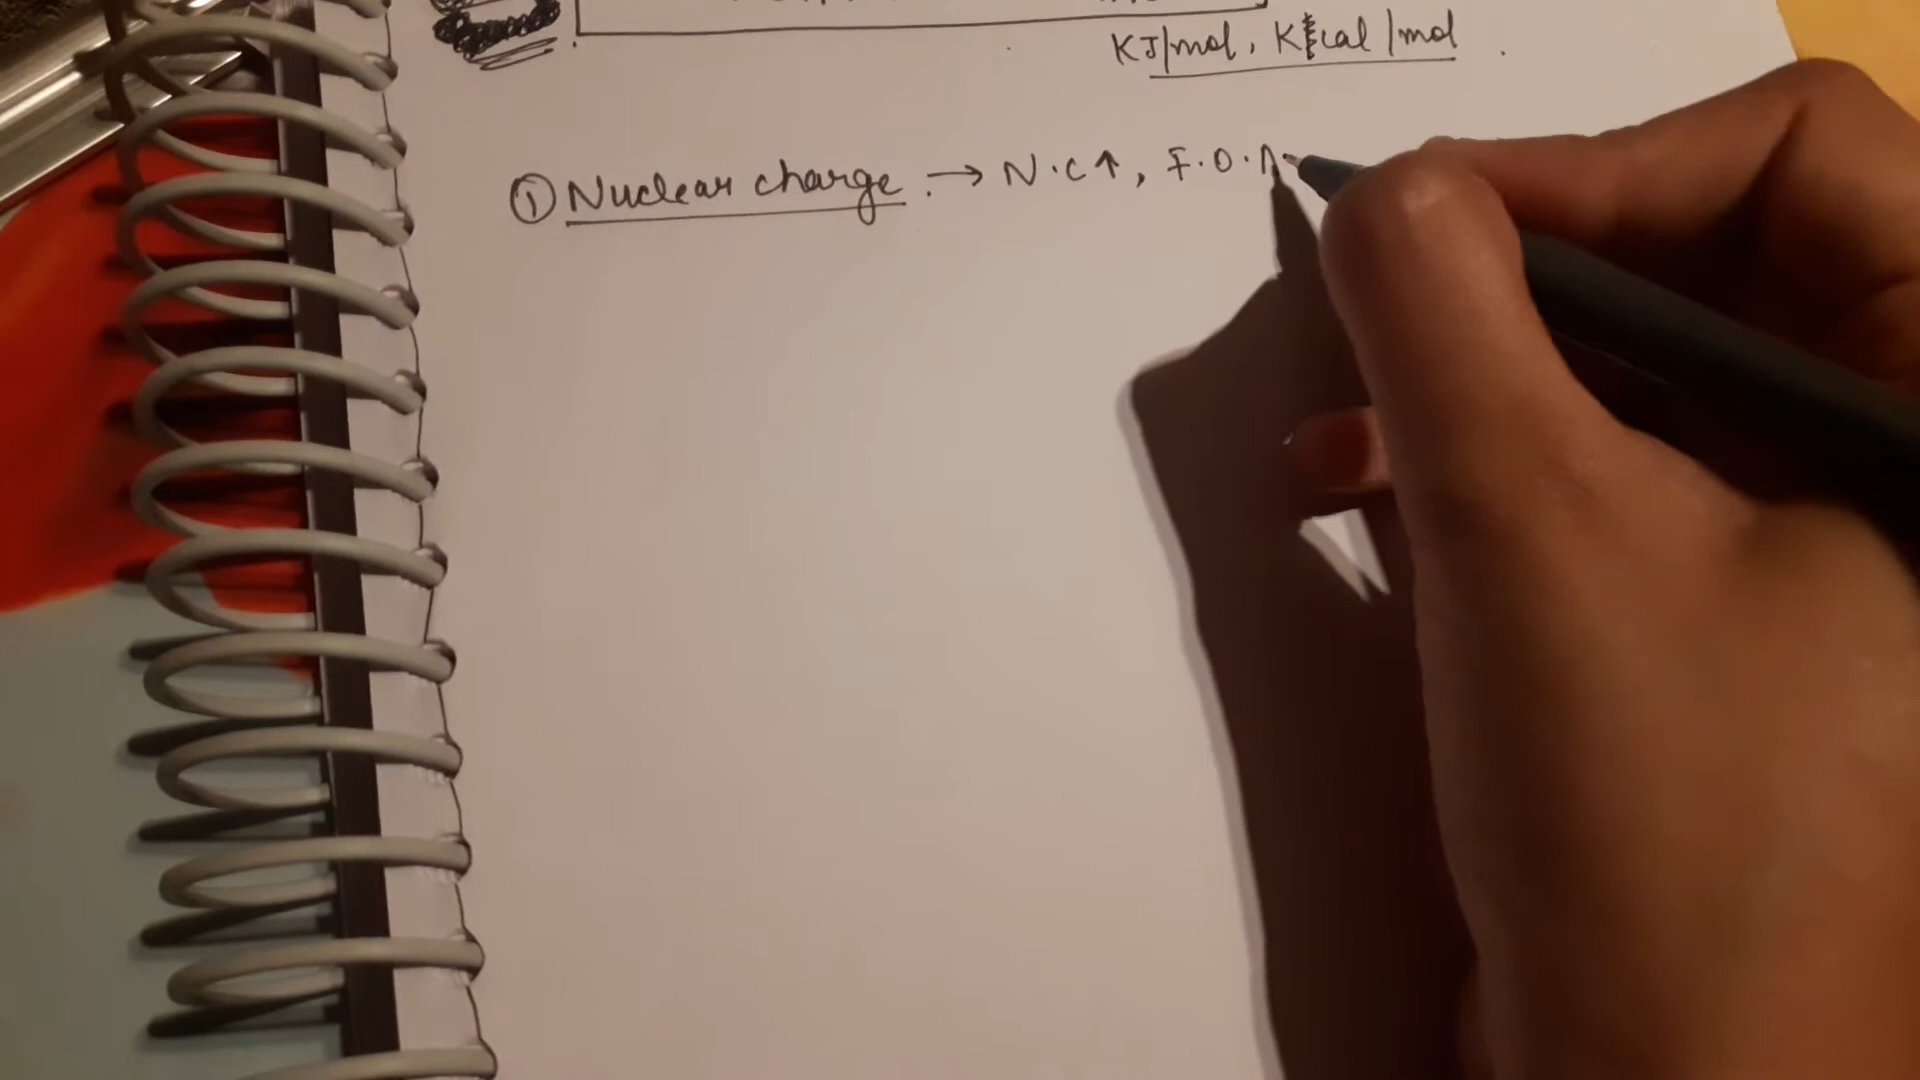 KJ/mol, Kcal/mol
① Nuclear charge → N.C↑, F.O.A